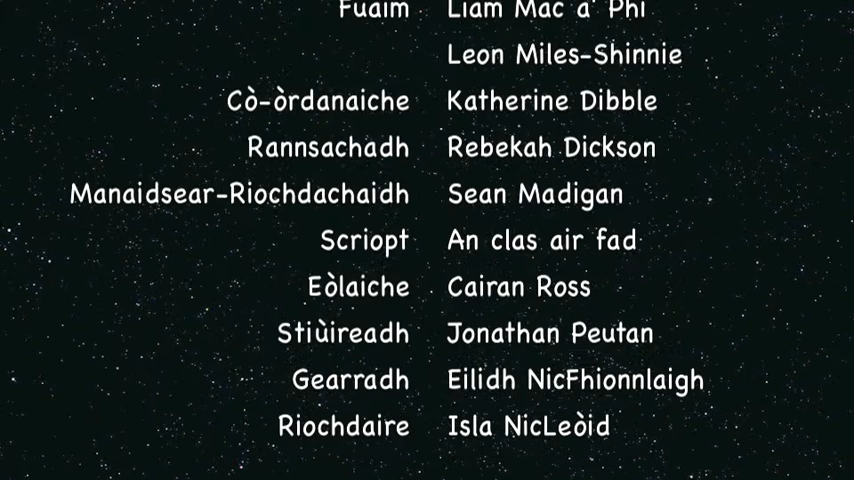 Fuaim Liam Mac a' Phì
Leon Miles-Shinnie
Cò-òrdanaiche Katherine Dibble
Rannsachadh Rebekah Dickson
Manaidsear-Riochdachaidh Sean Madigan
Scriopt An clas air fad
Eòlaiche Cairan Ross
Stiùireadh Jonathan Peutan
Gearradh Eilidh NicFhionnlaigh
Riochdaire Isla NicLeòid